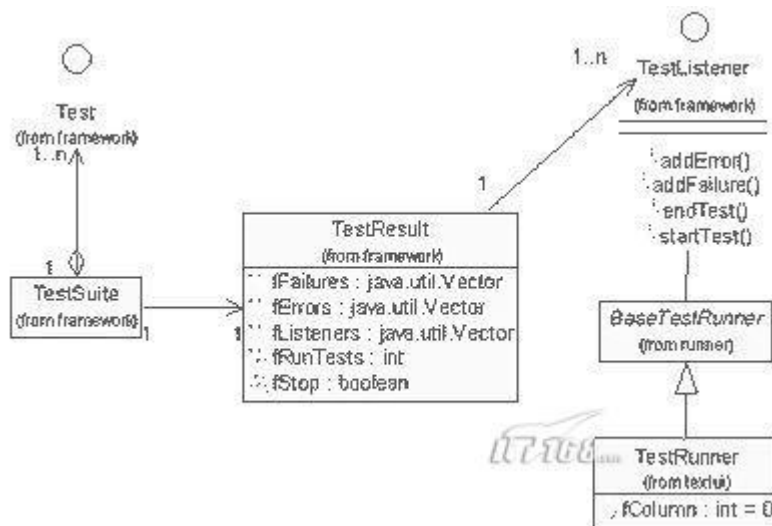 Test
(from framework)
1..n
1
TestSuite
(from framework)
1
1
TestResult
(from framework)
fFailures : java.util.Vector
fErrors : java.util.Vector
fListeners : java.util.Vector
fRunTests : int
fStop : boolean
1
1..n
TestListener
(from framework)
addError()
addFailure()
endTest()
startTest()
BaseTestRunner
(from runner)
TestRunner
(from textui)
fColumn : int = 0